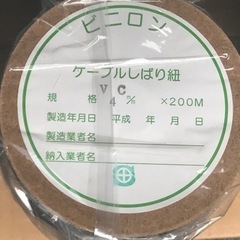 ビニロン
ケーブルしばり紐
V C
規 格 4 ㎜ ×200M
製造年月日 平成 年 月 日
製造業者名
納入業者名